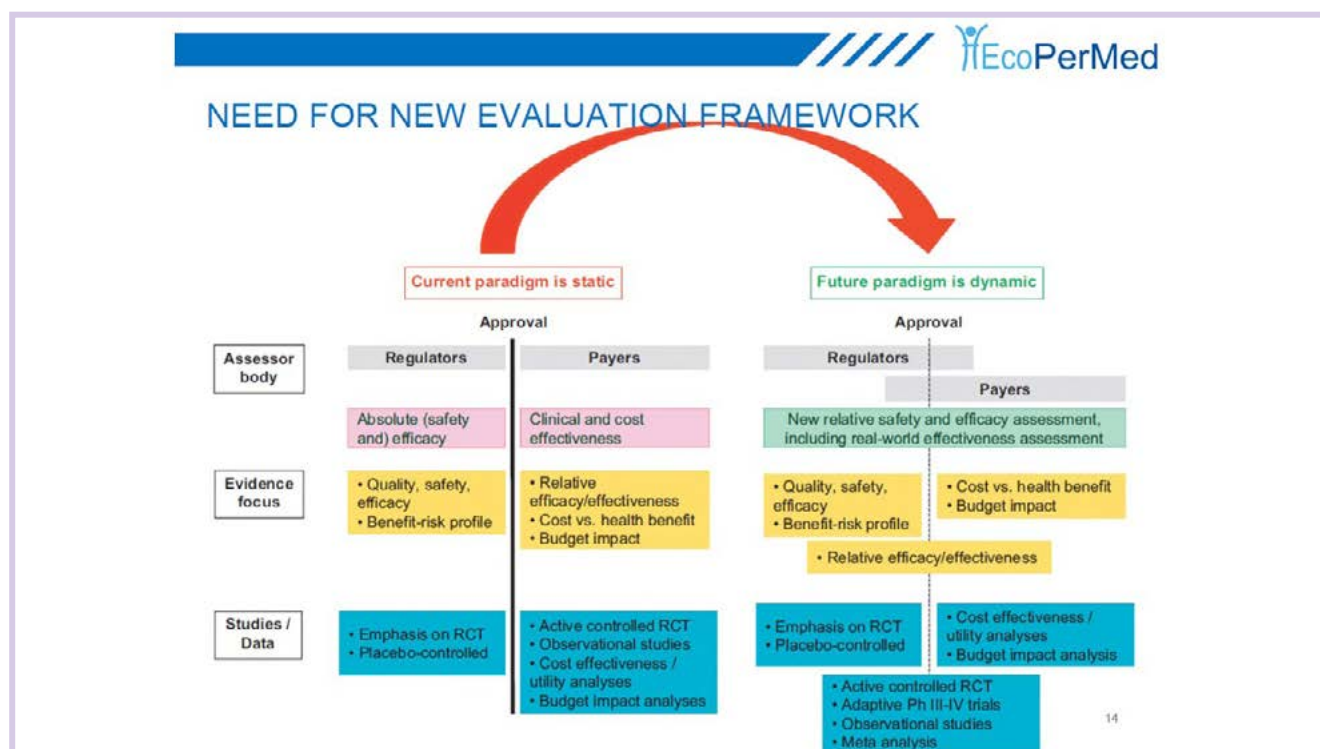 HEcoPerMed
NEED FOR NEW EVALUATION FRAMEWORK
Current paradigm is static
Future paradigm is dynamic
Approval
Approval
Assessor
body
Regulators
Payers
Regulators
Payers
Absolute (safety
and) efficacy
Clinical and cost
effectiveness
New relative safety and efficacy assessment,
including real-world effectiveness assessment
Evidence
focus
• Quality, safety,
efficacy
• Benefit-risk profile
• Relative
efficacy/effectiveness
• Cost vs. health benefit
• Budget impact
• Quality, safety,
efficacy
• Benefit-risk profile
• Cost vs. health benefit
• Budget impact
• Relative efficacy/effectiveness
Studies /
Data
• Emphasis on RCT
• Placebo-controlled
• Active controlled RCT
• Observational studies
• Cost effectiveness /
utility analyses
• Budget impact analyses
• Emphasis on RCT
• Placebo-controlled
• Cost effectiveness /
utility analyses
• Budget impact analysis
• Active controlled RCT
• Adaptive Ph III-IV trials
• Observational studies
• Meta analysis
14